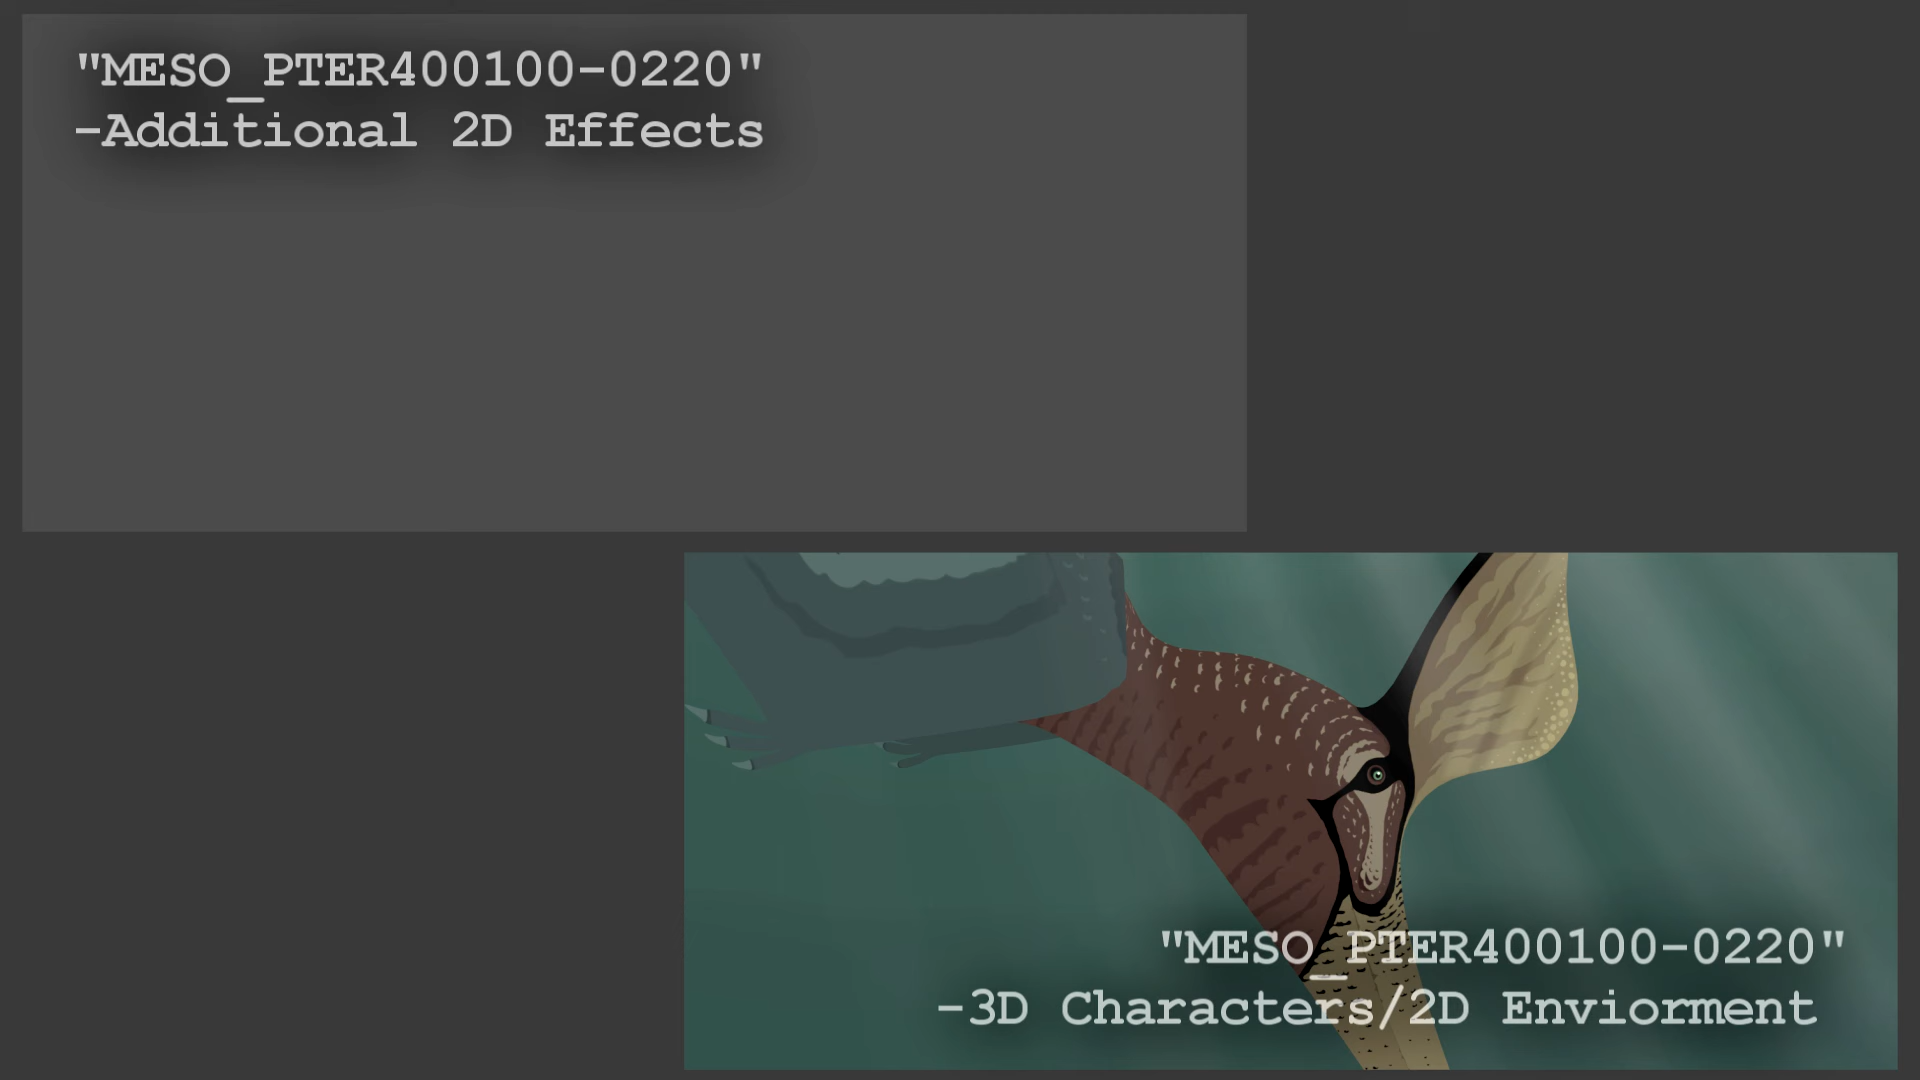 "MESO_PTER400100-0220"
-Additional 2D Effects
"MESO_PTER400100-0220"
-3D Characters/2D Enviorment